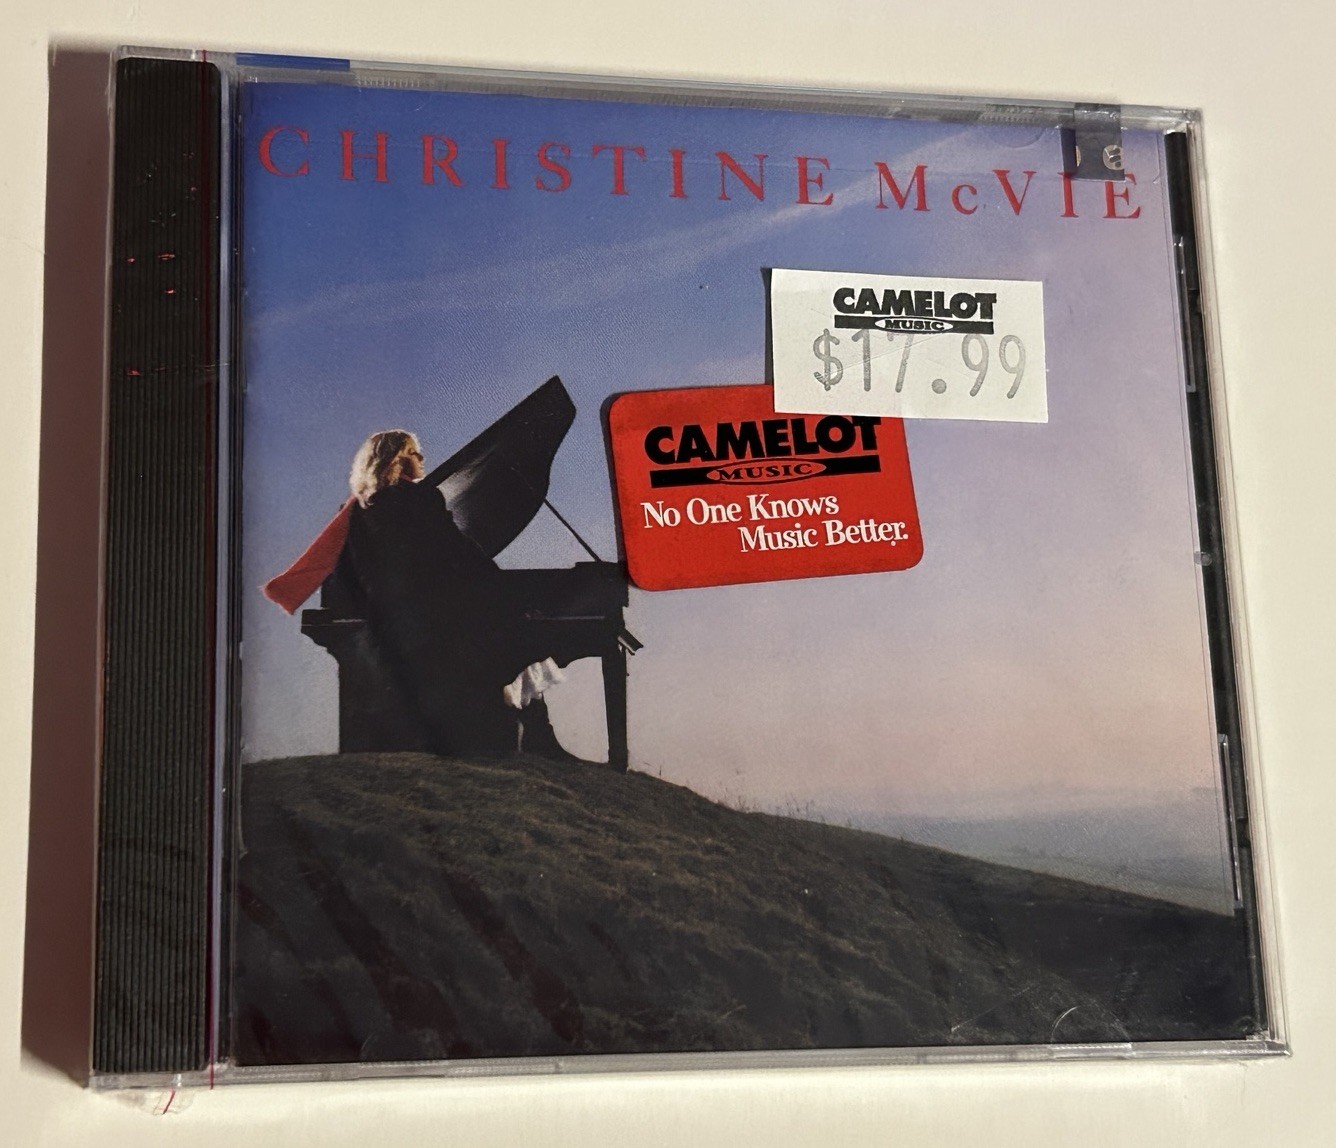 CHRISTINE McVIE
CAMELOT
MUSIC
$17.99
CAMELOT
MUSIC
No One Knows
Music Better.